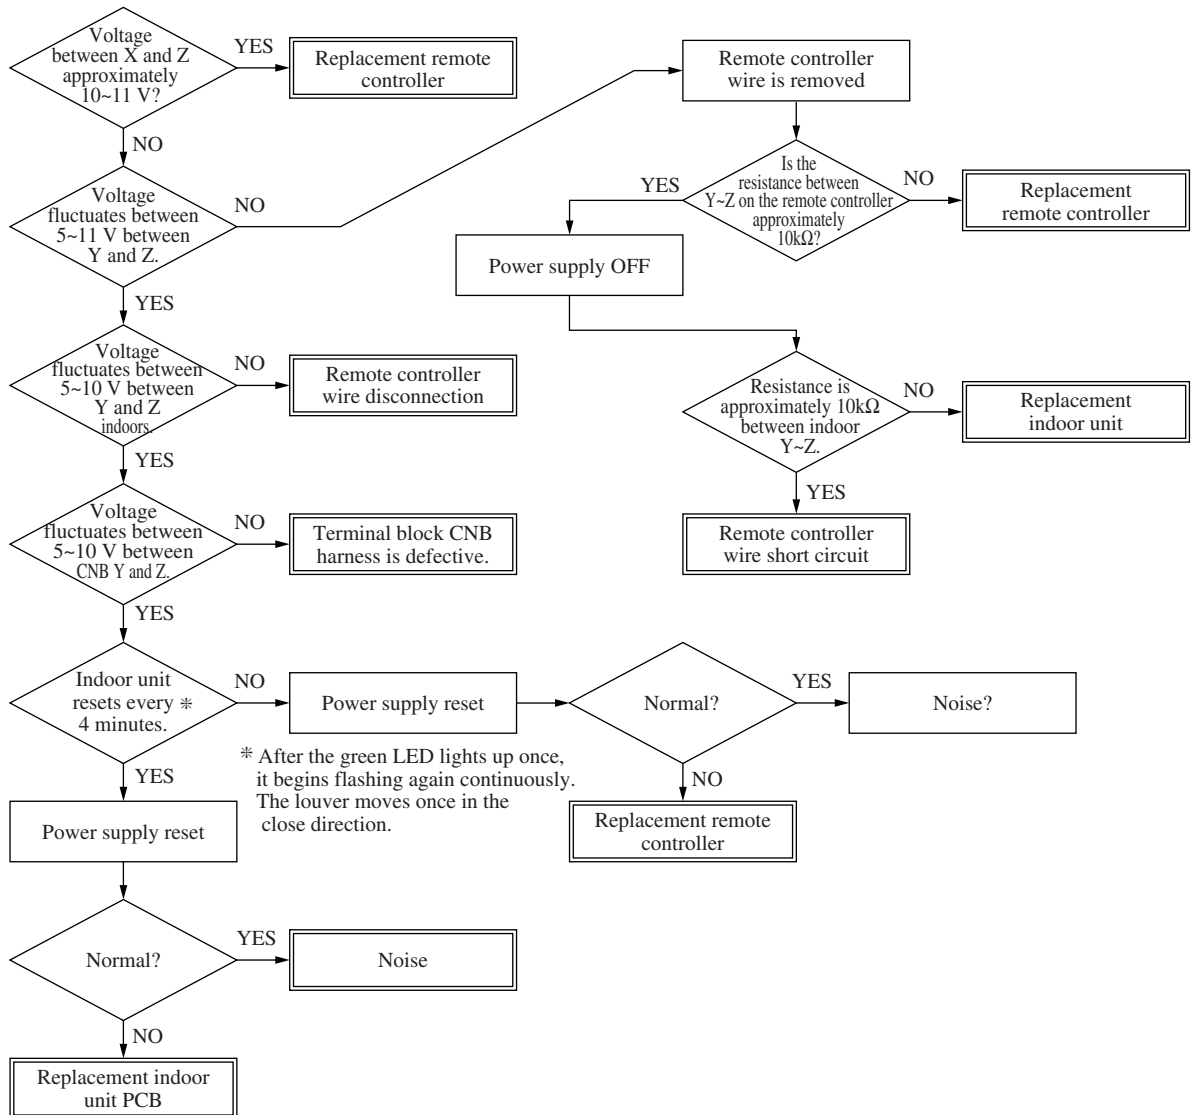 Voltage
between X and Z
approximately
10~11 V?
YES
Replacement remote
controller
NO
Voltage
fluctuates between
5~11 V between
Y and Z.
NO
Remote controller
wire is removed
Is the
resistance between
Y~Z on the remote controller
approximately
10kΩ?
YES
NO
Replacement
remote controller
Power supply OFF
YES
Voltage
fluctuates between
5~10 V between
Y and Z
indoors.
NO
Remote controller
wire disconnection
Resistance is
approximately 10kΩ
between indoor
Y~Z.
NO
Replacement
indoor unit
YES
Remote controller
wire short circuit
YES
Voltage
fluctuates between
5~10 V between
CNB Y and Z.
NO
Terminal block CNB
harness is defective.
YES
Indoor unit
resets every ＊
4 minutes.
NO
Power supply reset
Normal?
YES
Noise?
NO
Replacement remote
controller
＊ After the green LED lights up once,
it begins flashing again continuously.
The louver moves once in the
close direction.
YES
Power supply reset
Normal?
YES
Noise
NO
Replacement indoor
unit PCB